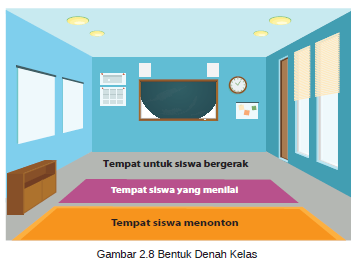 Tempat untuk siswa bergerak
Tempat siswa yang menilai
Tempat siswa menonton
Gambar 2.8 Bentuk Denah Kelas